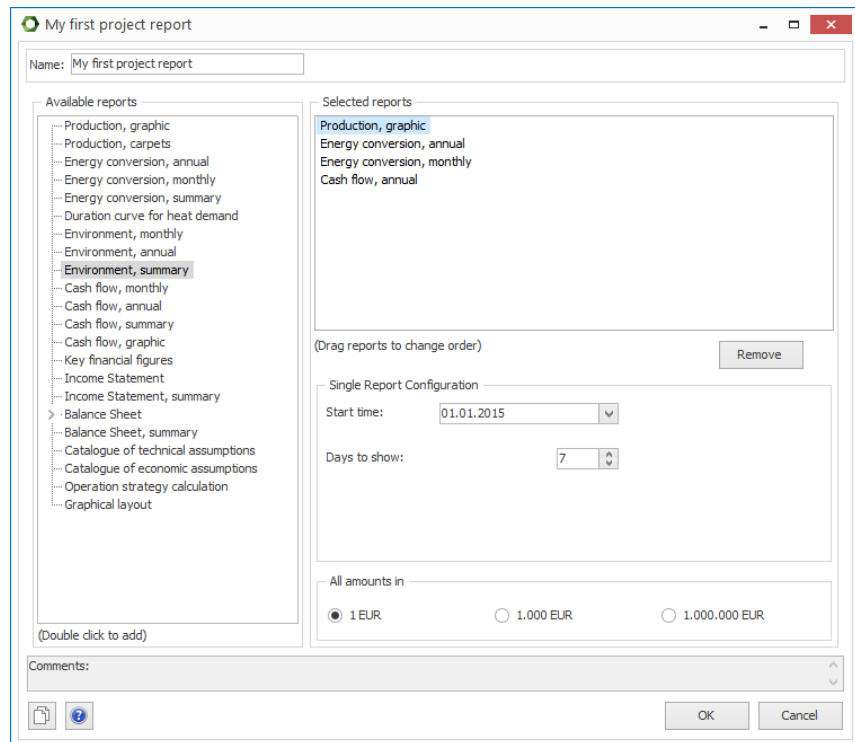 My first project report
Name: My first project report
Available reports
Production, graphic
Production, carpets
Energy conversion, annual
Energy conversion, monthly
Energy conversion, summary
Duration curve for heat demand
Environment, monthly
Environment, annual
Environment, summary
Cash flow, monthly
Cash flow, annual
Cash flow, summary
Cash flow, graphic
Key financial figures
Income Statement
Income Statement, summary
Balance Sheet
Balance Sheet, summary
Catalogue of technical assumptions
Catalogue of economic assumptions
Operation strategy calculation
Graphical layout
(Double click to add)
Selected reports
Production, graphic
Energy conversion, annual
Energy conversion, monthly
Cash flow, annual
(Drag reports to change order)
Remove
Single Report Configuration
Start time: 01.01.2015
Days to show: 7
All amounts in
1 EUR 1.000 EUR 1.000.000 EUR
Comments:
OK Cancel